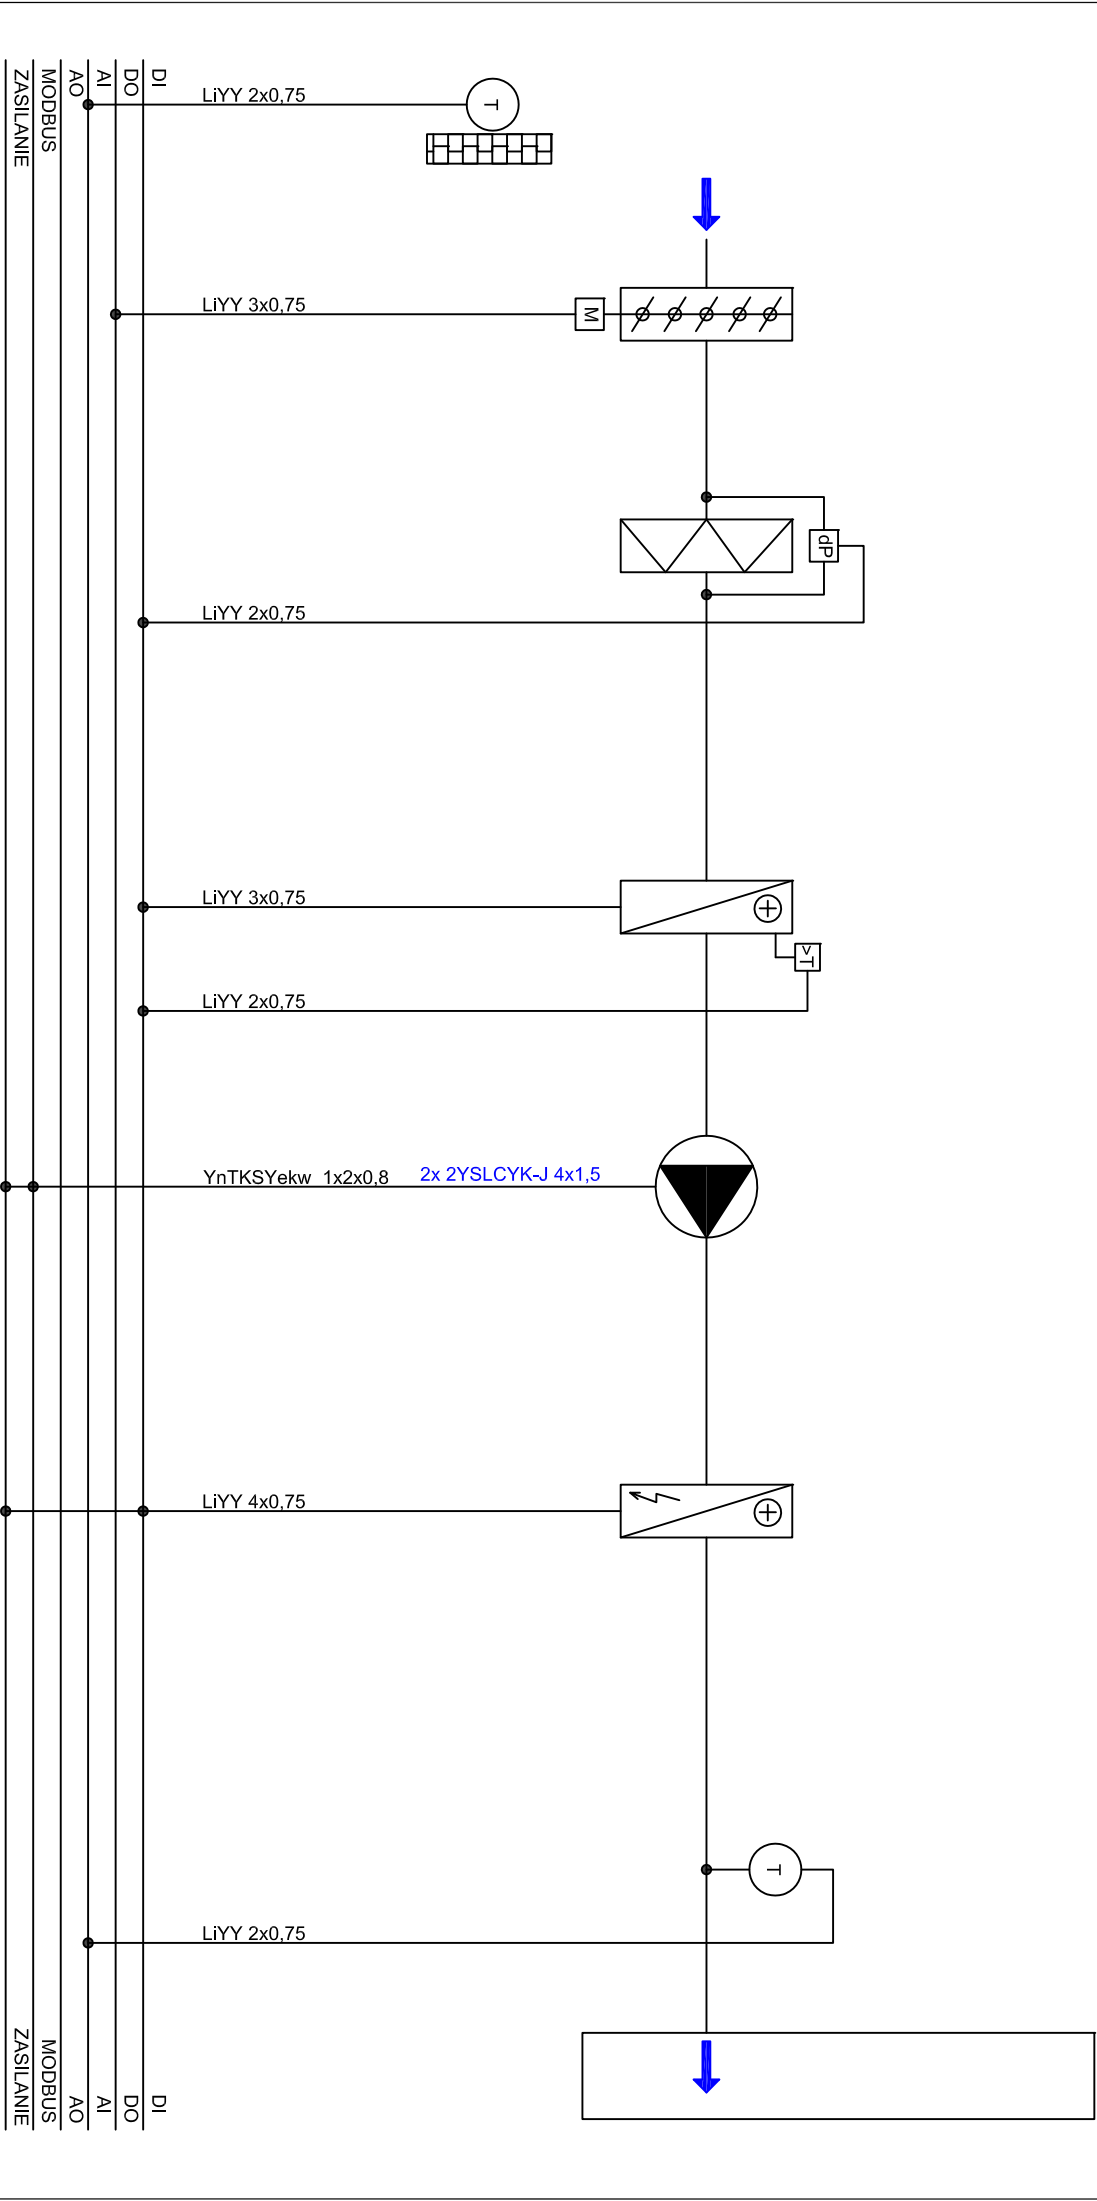 DI
DO
AI
AO
MODBUS
ZASILANIE
LiYY 2x0,75
T
LiYY 3x0,75
M
dP
LiYY 2x0,75
LiYY 3x0,75
>T
LiYY 2x0,75
YnTKSYekw 1x2x0,8
2x 2YSLCYK-J 4x1,5
LiYY 4x0,75
T
LiYY 2x0,75
DI
DO
AI
AO
MODBUS
ZASILANIE